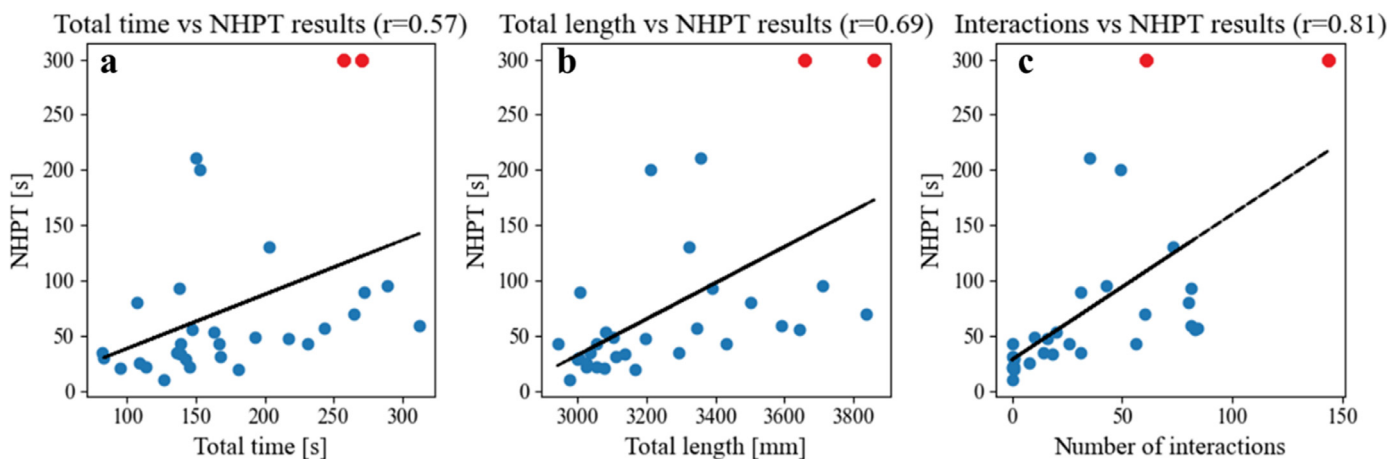 Total time vs NHPT results (r=0.57)
a
300
250
200
150
100
50
0
NHPT [s]
100 150 200 250 300
Total time [s]
Total length vs NHPT results (r=0.69)
b
300
250
200
150
100
50
0
NHPT [s]
3000 3200 3400 3600 3800
Total length [mm]
Interactions vs NHPT results (r=0.81)
c
300
250
200
150
100
50
0
NHPT [s]
0 50 100 150
Number of interactions